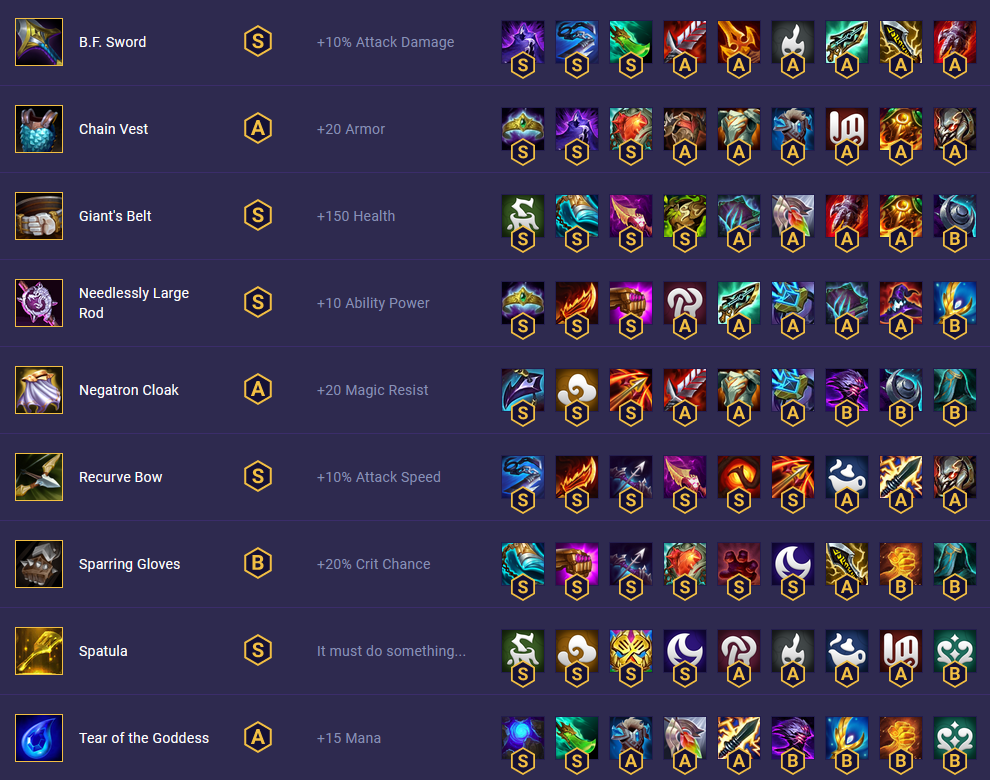 B.F. Sword S +10% Attack Damage S S S A A A A A A
Chain Vest A +20 Armor S S S A A A A A A
Giant's Belt S +150 Health S S S S A A A A B
Needlessly Large
Rod S +10 Ability Power S S S A A A A A B
Negatron Cloak A +20 Magic Resist S S S A A A B B B
Recurve Bow S +10% Attack Speed S S S S S S A A A
Sparring Gloves B +20% Crit Chance S S S S S S A B B
Spatula S It must do something... S S S S A A A A B
Tear of the Goddess A +15 Mana S S A A A B B B B